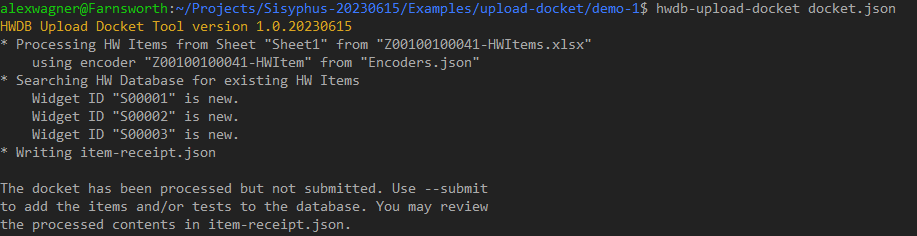 alexwagner@Farnsworth:~/Projects/Sisyphus-20230615/Examples/upload-docket/demo-1$ hwdb-upload-docket docket.json
HWDB Upload Docket Tool version 1.0.20230615
* Processing HW Items from Sheet "Sheet1" from "Z00100100041-HWItems.xlsx"
using encoder "Z00100100041-HWItem" from "Encoders.json"
* Searching HW Database for existing HW Items
Widget ID "S00001" is new.
Widget ID "S00002" is new.
Widget ID "S00003" is new.
* Writing item-receipt.json
The docket has been processed but not submitted. Use --submit
to add the items and/or tests to the database. You may review
the processed contents in item-receipt.json.